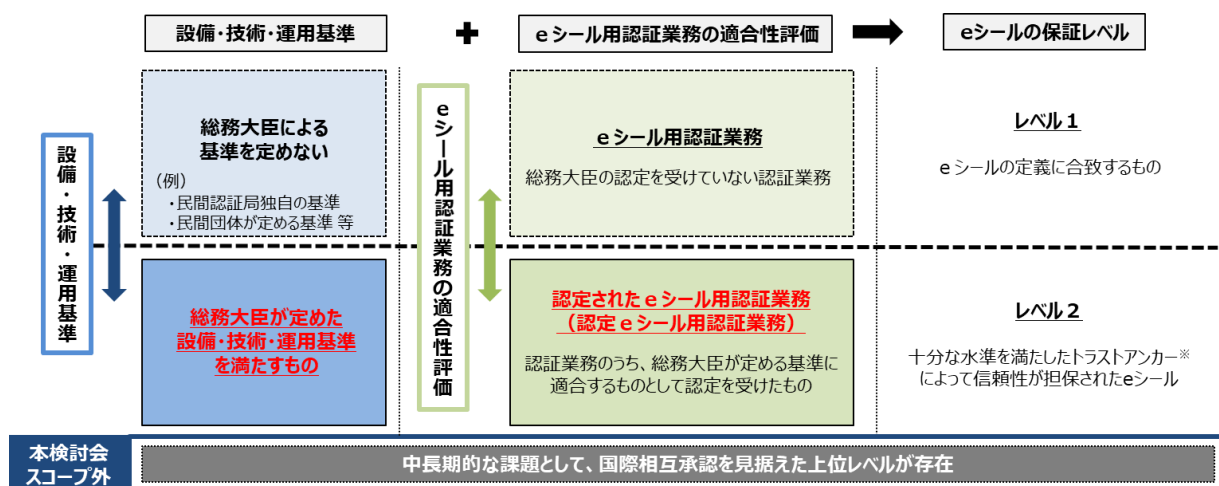 設備・技術・運用基準
＋
eシール用認証業務の適合性評価
eシールの保証レベル
設備・技術・運用基準
総務大臣による
基準を定めない
（例）
・民間認証局独自の基準
・民間団体が定める基準 等
eシール用認証業務の適合性評価
eシール用認証業務
総務大臣の認定を受けていない認証業務
レベル１
eシールの定義に合致するもの
総務大臣が定めた
設備・技術・運用基準
を満たすもの
認定されたeシール用認証業務
（認定eシール用認証業務）
認証業務のうち、総務大臣が定める基準に
適合するものとして認定を受けたもの
レベル２
十分な水準を満たしたトラストアンカー※
によって信頼性が担保されたeシール
本検討会
スコープ外
中長期的な課題として、国際相互承認を見据えた上位レベルが存在